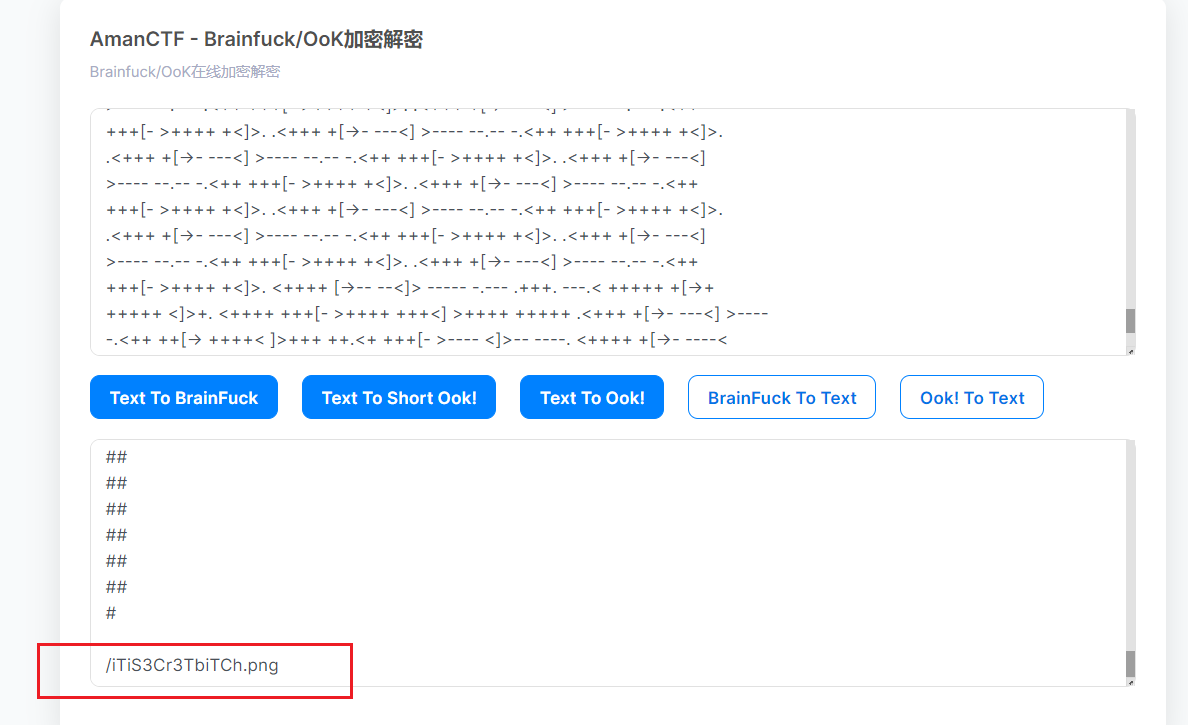 AmanCTF - Brainfuck/OoK加密解密
Brainfuck/OoK在线加密解密
+++[- >++++ +<]>. .<+++ +[->- ---<] >---- --.-- -.<++ +++[- >++++ +<]>.
.<+++ +[->- ---<] >---- --.-- -.<++ +++[- >++++ +<]>. .<+++ +[->- ---<]
>---- --.-- -.<++ +++[- >++++ +<]>. .<+++ +[->- ---<] >---- --.-- -.<++
+++[- >++++ +<]>. .<+++ +[->- ---<] >---- --.-- -.<++ +++[- >++++ +<]>.
.<+++ +[->- ---<] >---- --.-- -.<++ +++[- >++++ +<]>. .<+++ +[->- ---<]
>---- --.-- -.<++ +++[- >++++ +<]>. .<+++ +[->- ---<] >---- --.-- -.<++
+++[- >++++ +<]>. <++++ [->-- --<]> ----- -.--- .+++. ---.< +++++ +[->+
+++++ <]>+. <++++ +++[- >++++ +++<] >++++ +++++ .<+++ +[->- ---<] >----
-.<++ ++[-> ++++< ]>+++ ++.<+ +++[- >---- <]>-- ----. <++++ +[->- ----<
Text To BrainFuck
Text To Short Ook!
Text To Ook!
BrainFuck To Text
Ook! To Text
##
##
##
##
##
##
#
/iTiS3Cr3TbiTCh.png